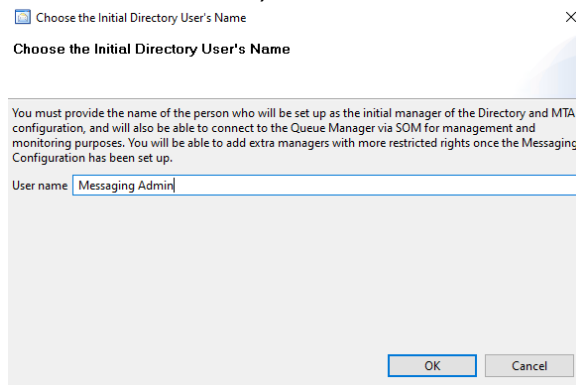 Choose the Initial Directory User's Name
Choose the Initial Directory User's Name
You must provide the name of the person who will be set up as the initial manager of the Directory and MTA
configuration, and will also be able to connect to the Queue Manager via SOM for management and
monitoring purposes. You will be able to add extra managers with more restricted rights once the Messaging
Configuration has been set up.
User name Messaging Admin
OK Cancel